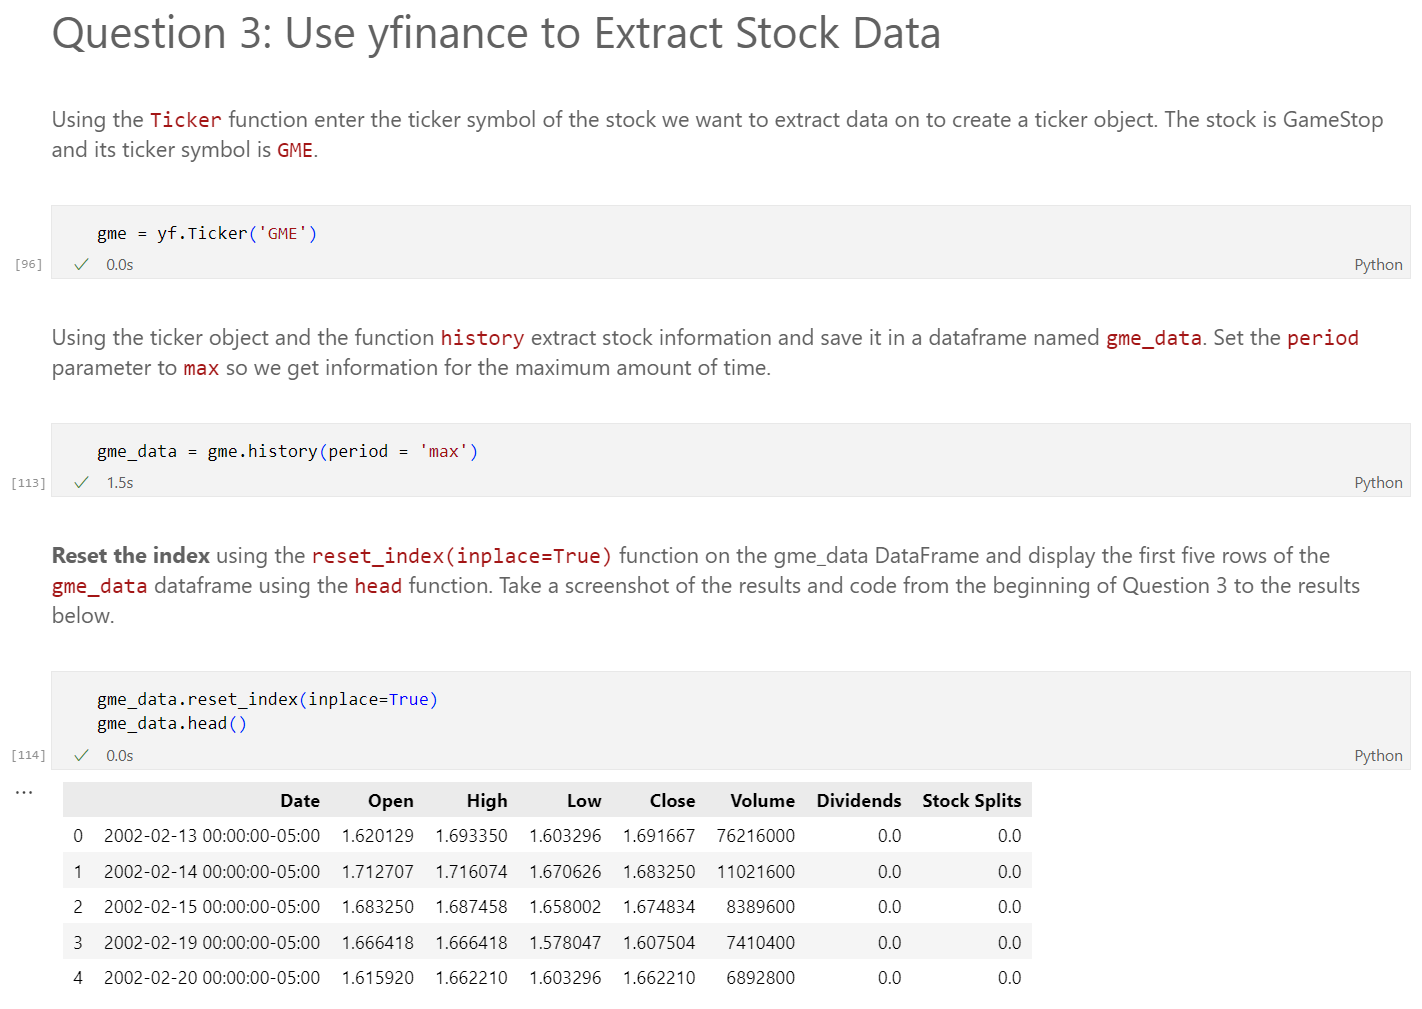 Question 3: Use yfinance to Extract Stock Data
Using the Ticker function enter the ticker symbol of the stock we want to extract data on to create a ticker object. The stock is GameStop
and its ticker symbol is GME.
gme = yf.Ticker('GME')
[96] ✓ 0.0s Python
Using the ticker object and the function history extract stock information and save it in a dataframe named gme_data. Set the period
parameter to max so we get information for the maximum amount of time.
gme_data = gme.history(period = 'max')
[113] ✓ 1.5s Python
Reset the index using the reset_index(inplace=True) function on the gme_data DataFrame and display the first five rows of the
gme_data dataframe using the head function. Take a screenshot of the results and code from the beginning of Question 3 to the results
below.
gme_data.reset_index(inplace=True)
gme_data.head()
[114] ✓ 0.0s Python
...
Date Open High Low Close Volume Dividends Stock Splits
0 2002-02-13 00:00:00-05:00 1.620129 1.693350 1.603296 1.691667 76216000 0.0 0.0
1 2002-02-14 00:00:00-05:00 1.712707 1.716074 1.670626 1.683250 11021600 0.0 0.0
2 2002-02-15 00:00:00-05:00 1.683250 1.687458 1.658002 1.674834 8389600 0.0 0.0
3 2002-02-19 00:00:00-05:00 1.666418 1.666418 1.578047 1.607504 7410400 0.0 0.0
4 2002-02-20 00:00:00-05:00 1.615920 1.662210 1.603296 1.662210 6892800 0.0 0.0